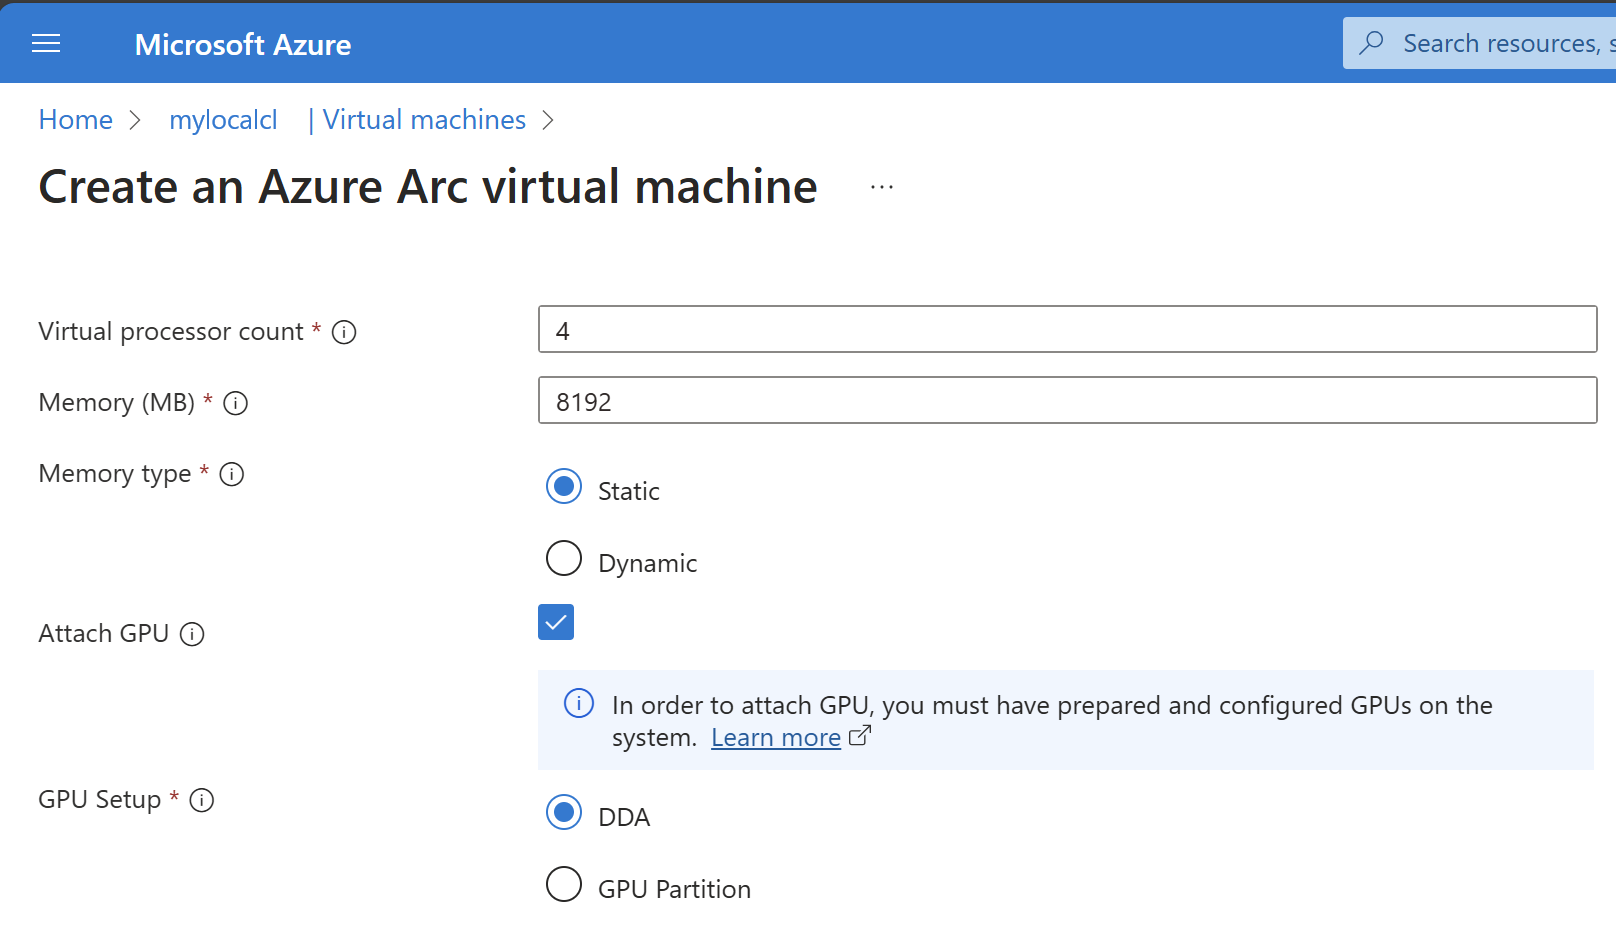 Microsoft Azure
Search resources, s
Home > mylocalcl | Virtual machines >
Create an Azure Arc virtual machine ...
Virtual processor count *
4
Memory (MB) *
8192
Memory type *
Static
Dynamic
Attach GPU
In order to attach GPU, you must have prepared and configured GPUs on the
system. Learn more
GPU Setup *
DDA
GPU Partition